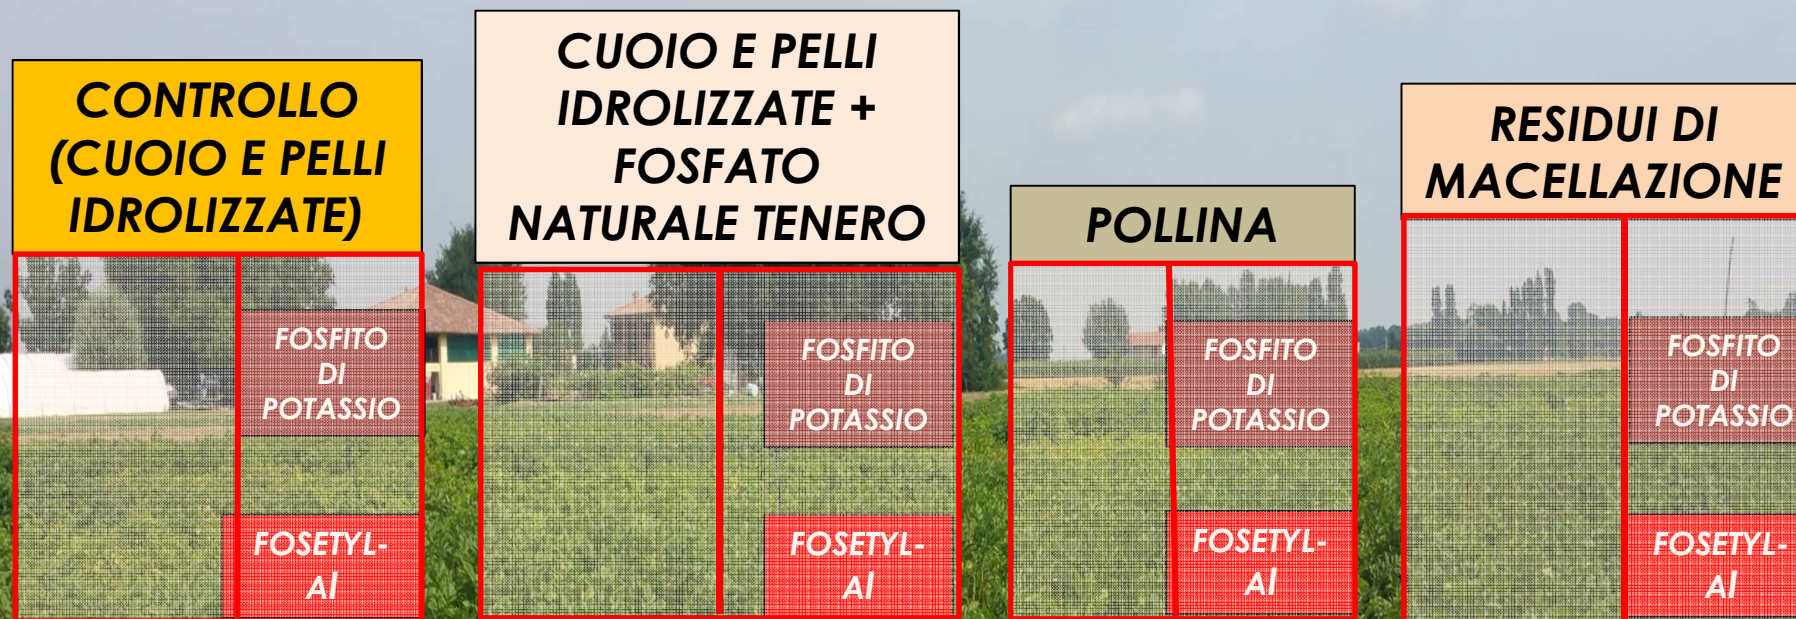 CONTROLLO
(CUOIO E PELLI
IDROLIZZATE)
FOSFITO
DI
POTASSIO
FOSETYL-
Al
CUOIO E PELLI
IDROLIZZATE +
FOSFATO
NATURALE TENERO
FOSFITO
DI
POTASSIO
FOSETYL-
Al
POLLINA
FOSFITO
DI
POTASSIO
FOSETYL-
Al
RESIDUI DI
MACELLAZIONE
FOSFITO
DI
POTASSIO
FOSETYL-
Al